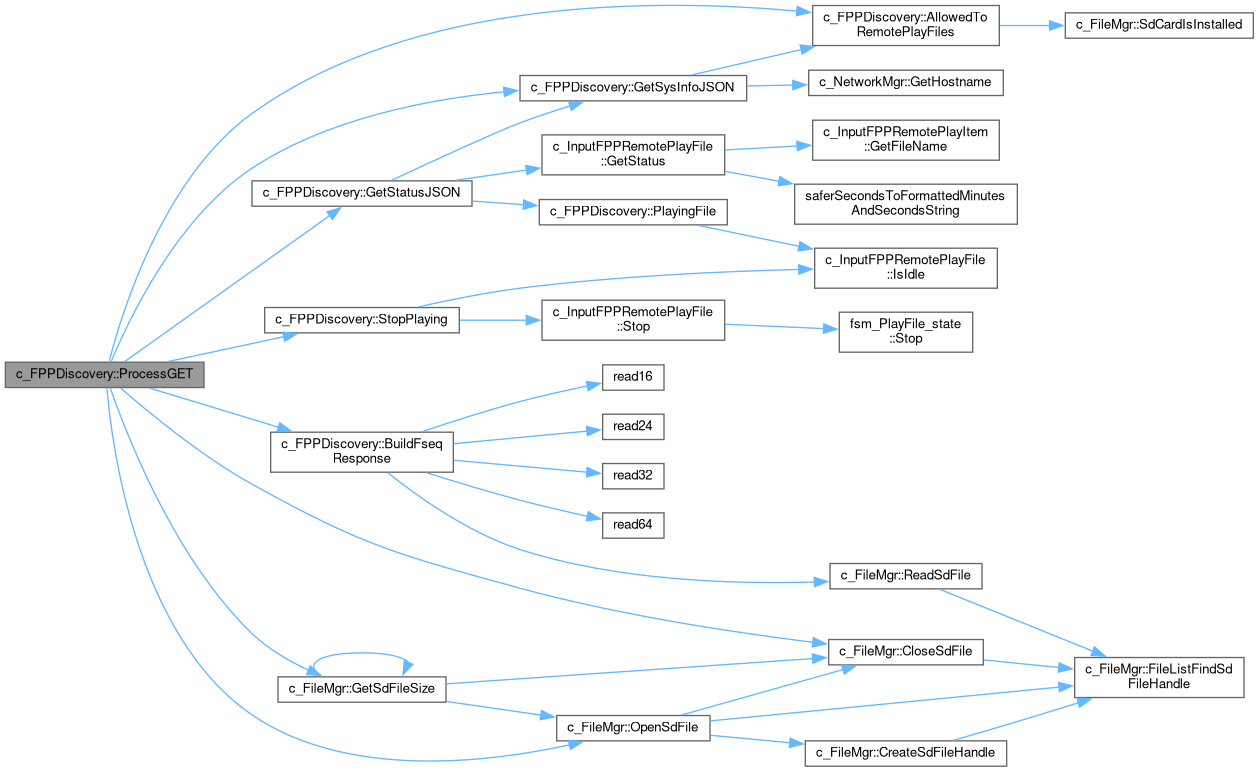 c_FPPDiscovery::AllowedTo
RemotePlayFiles
c_FileMgr::SdCardIsInstalled
c_FPPDiscovery::GetSysInfoJSON
c_NetworkMgr::GetHostname
c_InputFPPRemotePlayItem
::GetFileName
c_InputFPPRemotePlayFile
::GetStatus
c_FPPDiscovery::GetStatusJSON
saferSecondsToFormattedMinutes
AndSecondsString
c_FPPDiscovery::PlayingFile
c_InputFPPRemotePlayFile
::IsIdle
c_FPPDiscovery::StopPlaying
c_InputFPPRemotePlayFile
::Stop
fsm_PlayFile_state
::Stop
c_FPPDiscovery::ProcessGET
read16
read24
c_FPPDiscovery::BuildFseq
Response
read32
read64
c_FileMgr::ReadSdFile
c_FileMgr::CloseSdFile
c_FileMgr::FileListFindSd
FileHandle
c_FileMgr::GetSdFileSize
c_FileMgr::OpenSdFile
c_FileMgr::CreateSdFileHandle